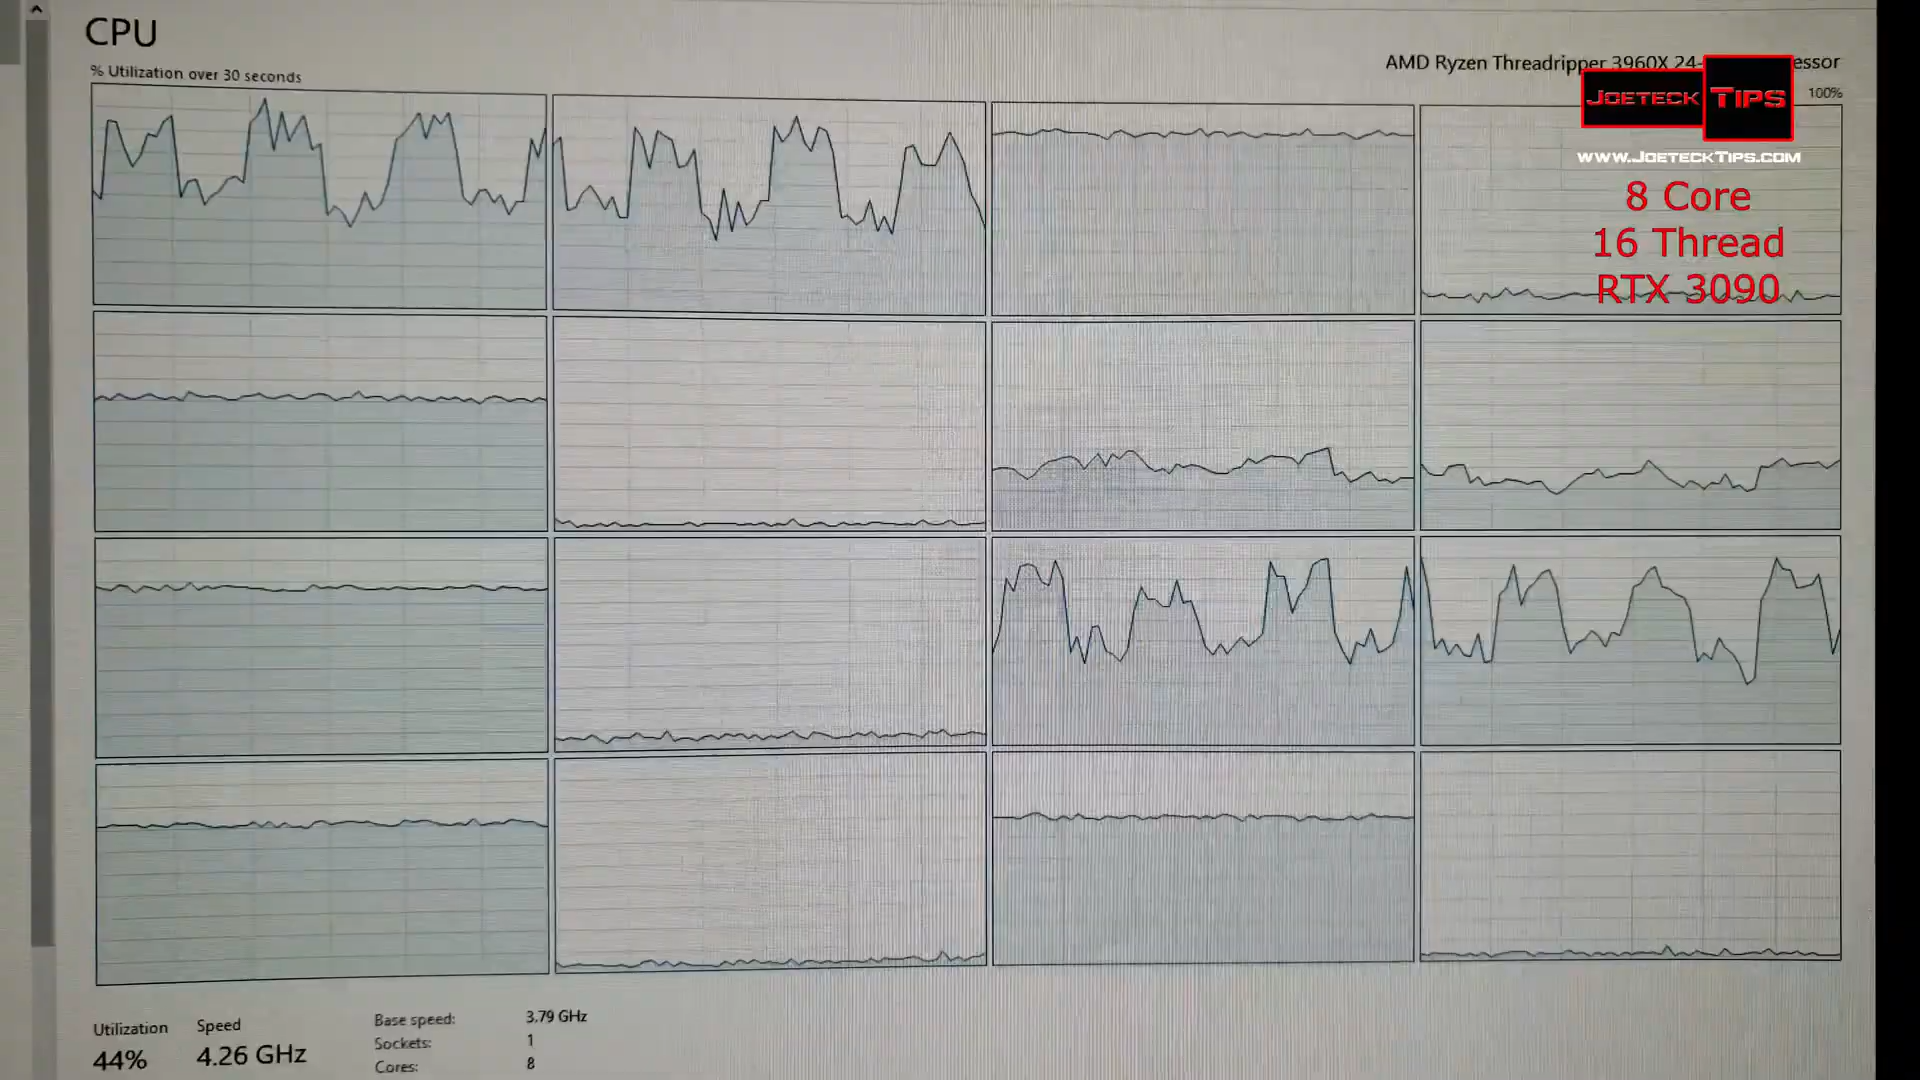 CPU
% Utilization over 30 seconds
AMD Ryzen Threadripper 3960X 24-
essor
100%
JOETECK TIPS
WWW.JOETECKTIPS.COM
8 Core
16 Thread
RTX 3090
Utilization
44%
Speed
4.26 GHz
Base speed: 3.79 GHz
Sockets: 1
Cores: 8